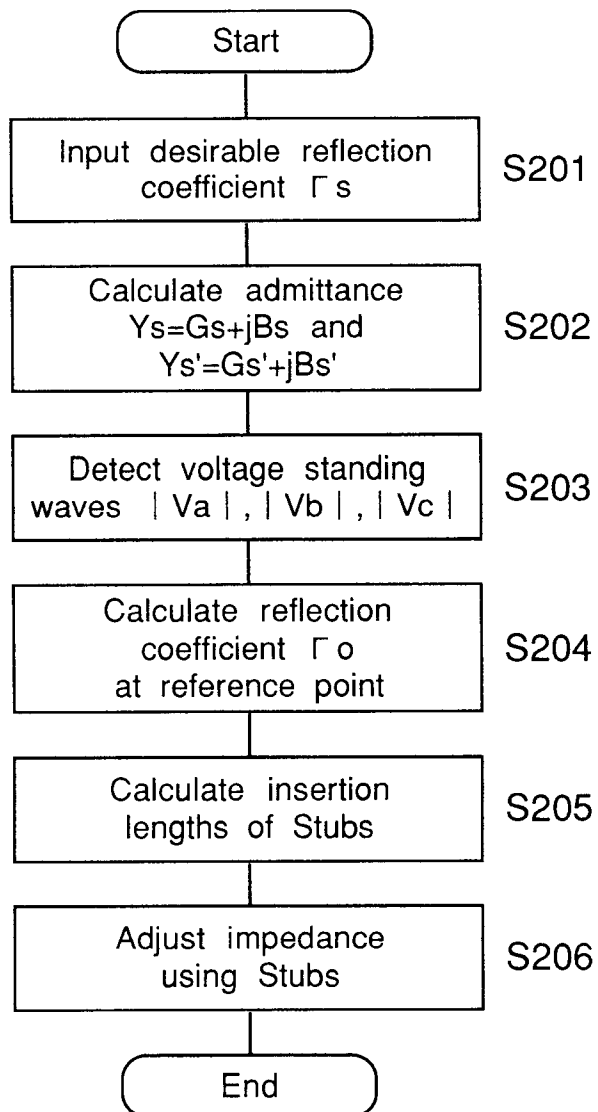 Start
Input desirable reflection
coefficient Γs
S201
Calculate admittance
Ys=Gs+jBs and
Ys'=Gs'+jBs'
S202
Detect voltage standing
waves |Va|,|Vb|,|Vc|
S203
Calculate reflection
coefficient Γo
at reference point
S204
Calculate insertion
lengths of Stubs
S205
Adjust impedance
using Stubs
S206
End